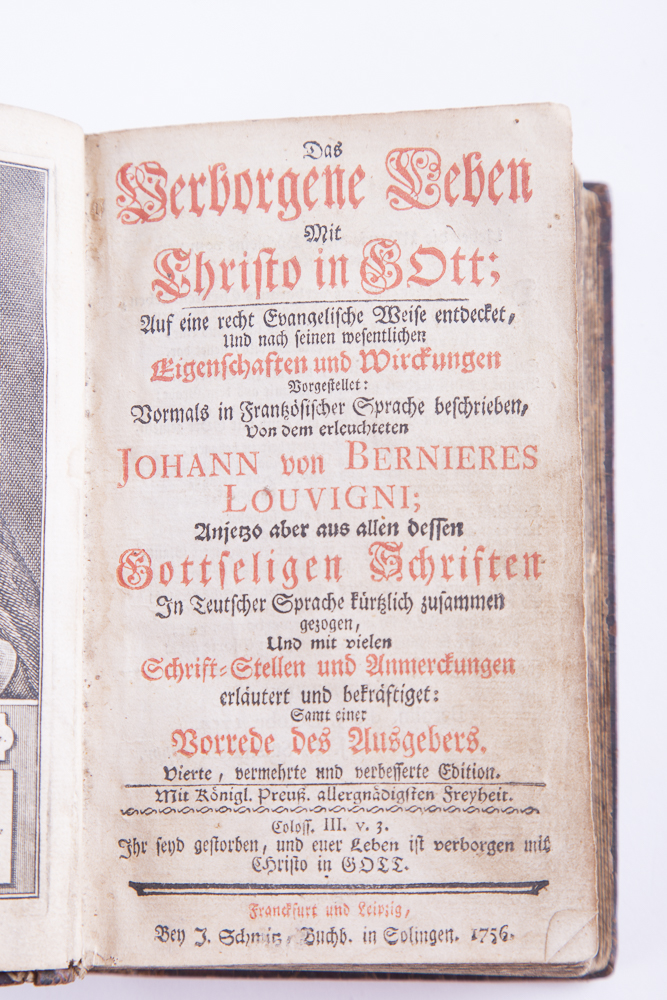 Das
Verborgene Leben
Mit
Christo in GOtt;
Auf eine recht Evangelische Weise entdecket,
Und nach seinen wesentlichen
Eigenschaften und Wirckungen
Vorgestellet:
Vormals in Frantzösischer Sprache beschrieben,
Von dem erleuchteten
JOHANN von BERNIERES
LOUVIGNI;
Anjetzo aber aus allen dessen
Gottseligen Schriften
In Teutscher Sprache kürtzlich zusammen
gezogen,
Und mit vielen
Schrift-Stellen und Anmerckungen
erläutert und bekräftiget:
Samt einer
Vorrede des Ausgebers.
Vierte, vermehrte und verbesserte Edition.
Mit Königl. Preuß. allergnädigsten Freyheit.
Coloss. III. v. 3.
Ihr seyd gestorben, und euer Leben ist verborgen mit
CHristo in GOTT.
Franckfurt und Leipzig,
Bey J. Schmitz, Buchb. in Solingen. 1756.